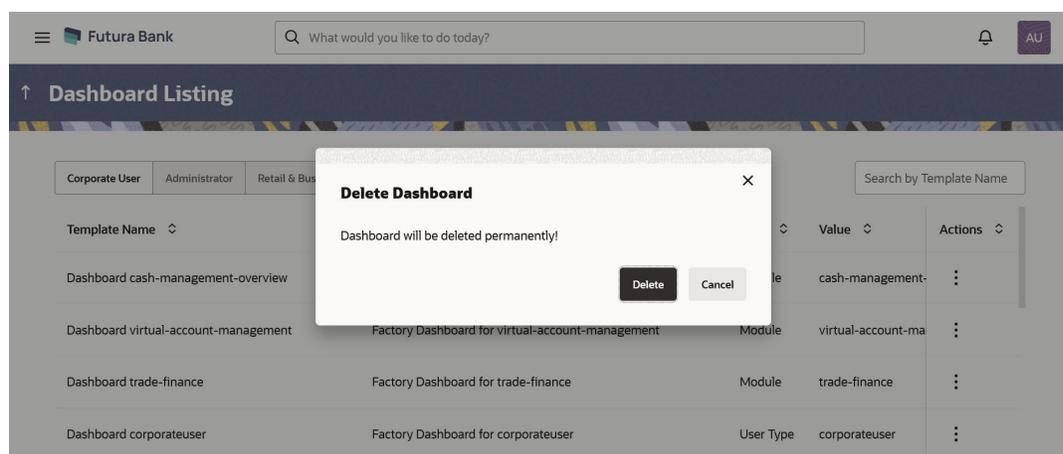 Futura Bank
What would you like to do today?
AU
Dashboard Listing
Corporate User
Administrator
Retail & Bus
Search by Template Name
Delete Dashboard
Dashboard will be deleted permanently!
Delete
Cancel
Template Name
Value
Actions
Dashboard cash-management-overview
cash-management-
Dashboard virtual-account-management
Factory Dashboard for virtual-account-management
Module
virtual-account-ma
Dashboard trade-finance
Factory Dashboard for trade-finance
Module
trade-finance
Dashboard corporateuser
Factory Dashboard for corporateuser
User Type
corporateuser